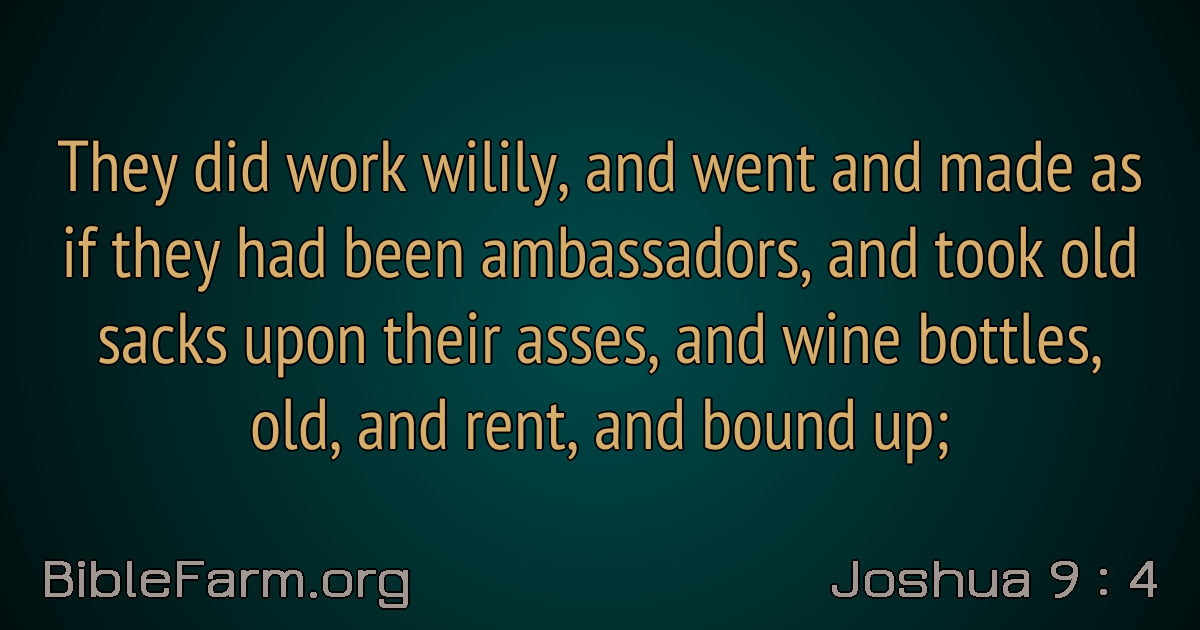 They did work wilily, and went and made as
if they had been ambassadors, and took old
sacks upon their asses, and wine bottles,
old, and rent, and bound up;
BibleFarm.org
Joshua 9 : 4